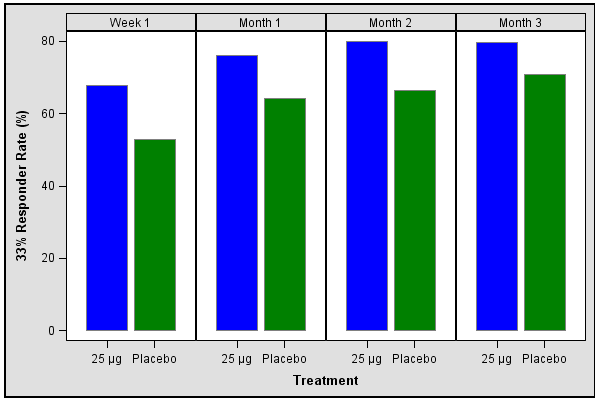 Week 1 Month 1 Month 2 Month 3
80
60
40
20
0
33% Responder Rate (%)
25 µg Placebo 25 µg Placebo 25 µg Placebo 25 µg Placebo
Treatment